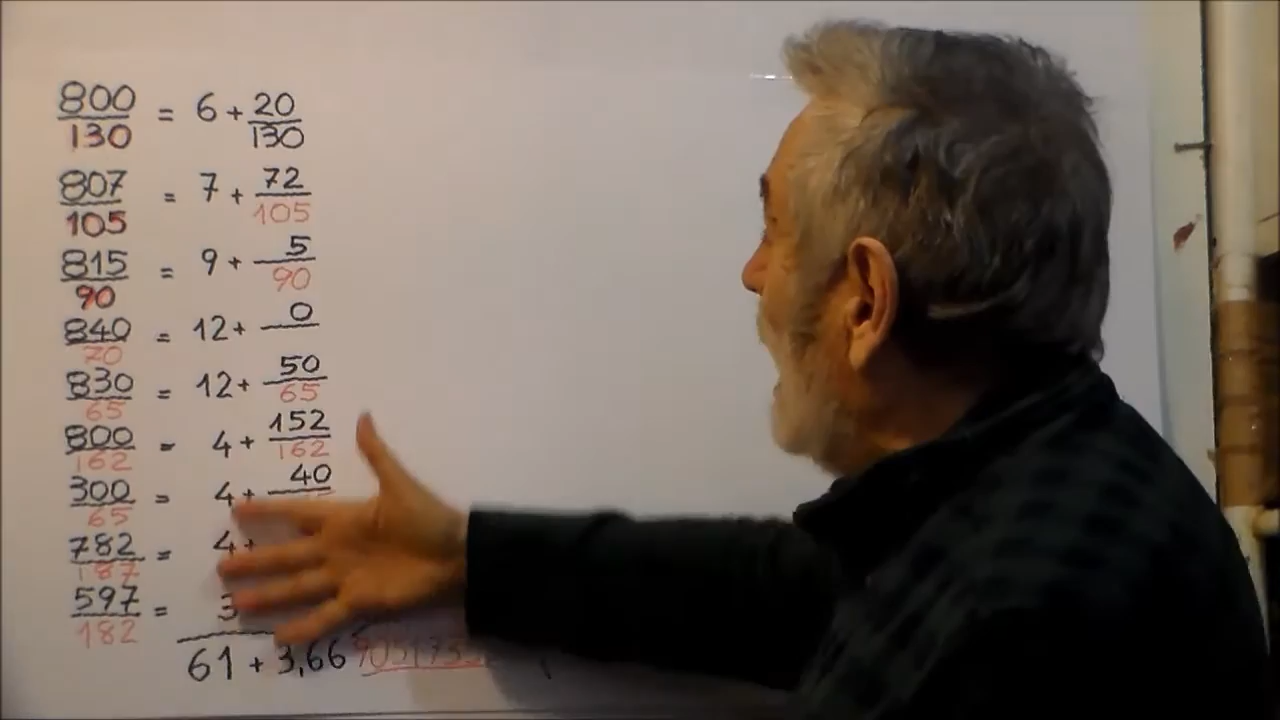 800/130 = 6 + 20/130
807/105 = 7 + 72/105
815/90 = 9 + 5/90
840/70 = 12 + 0/
830/65 = 12 + 50/65
800/162 = 4 + 152/162
300/65 = 4 + 40/
782/187 = 4 +
597/182 = 3
61 + 3,66